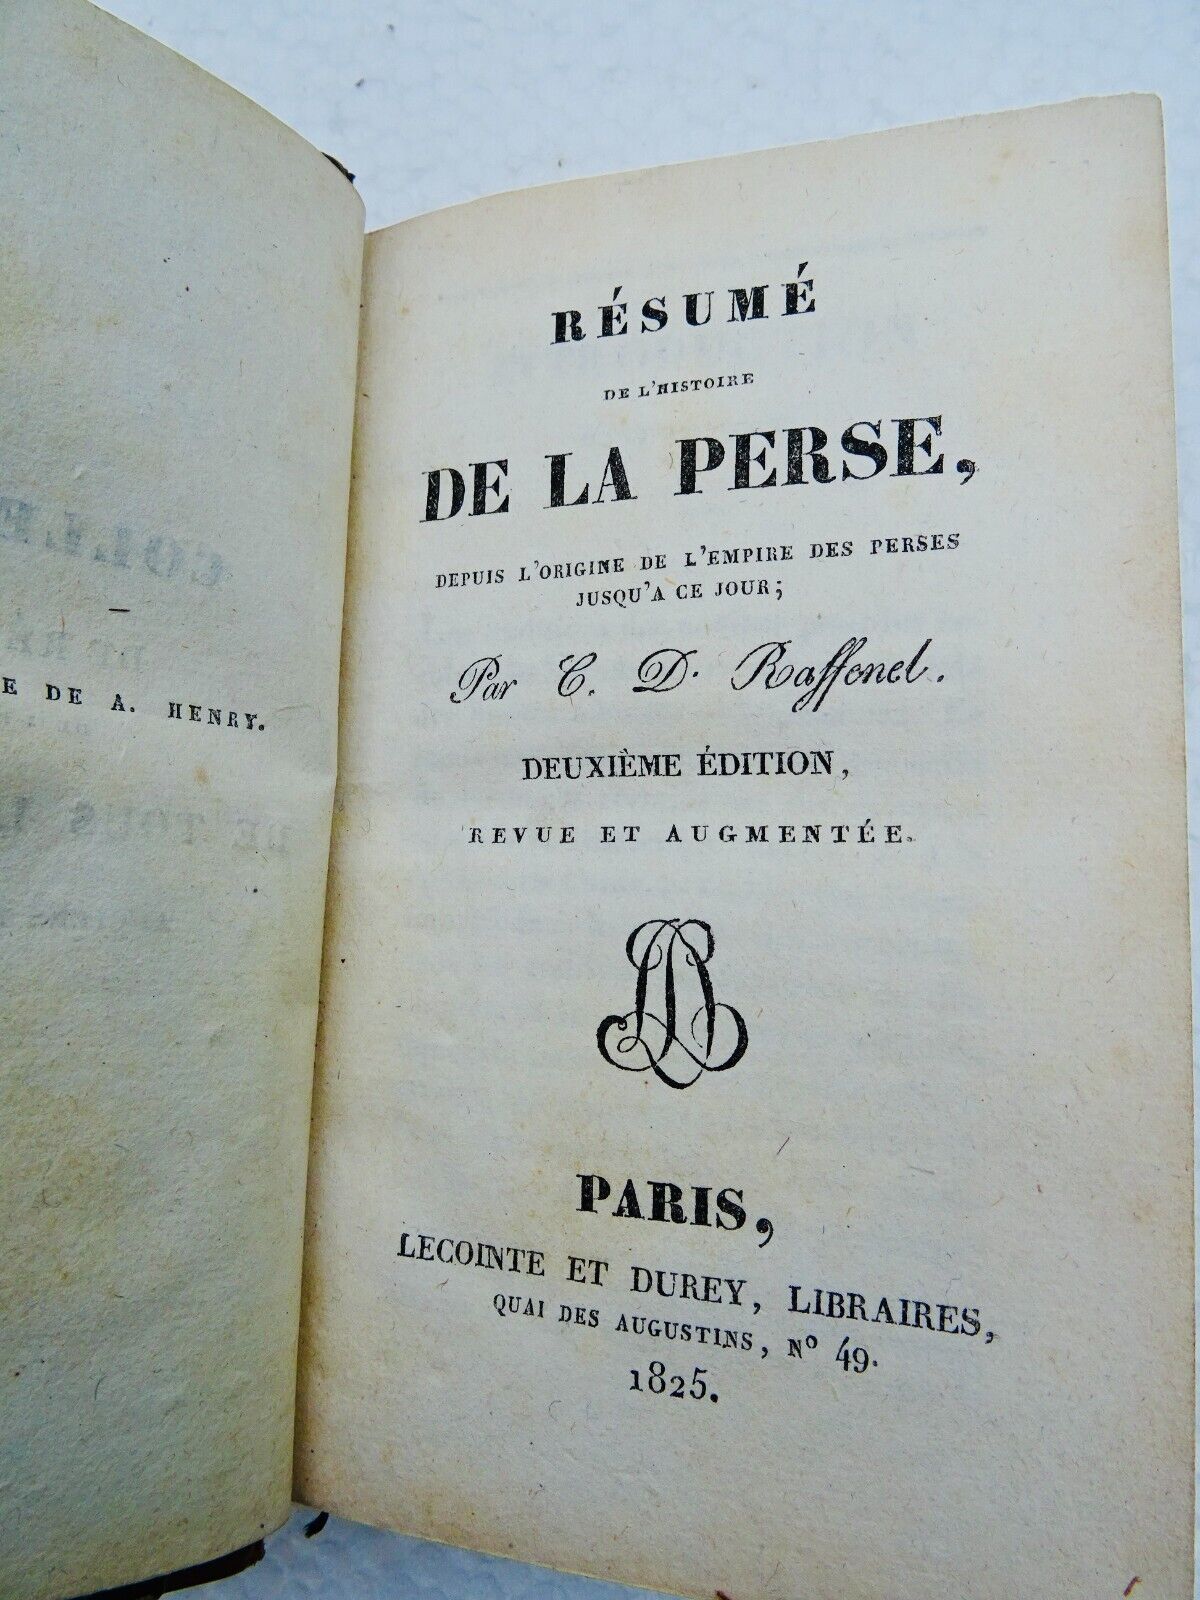 E DE A. HENRY.
RÉSUMÉ
DE L'HISTOIRE
DE LA PERSE,
DEPUIS L'ORIGINE DE L'EMPIRE DES PERSES
JUSQU'A CE JOUR;
Par C. D. Raffenel.
DEUXIÈME ÉDITION,
REVUE ET AUGMENTÉE.
PARIS,
LECOINTE ET DUREY, LIBRAIRES,
QUAI DES AUGUSTINS, Nº 49.
1825.